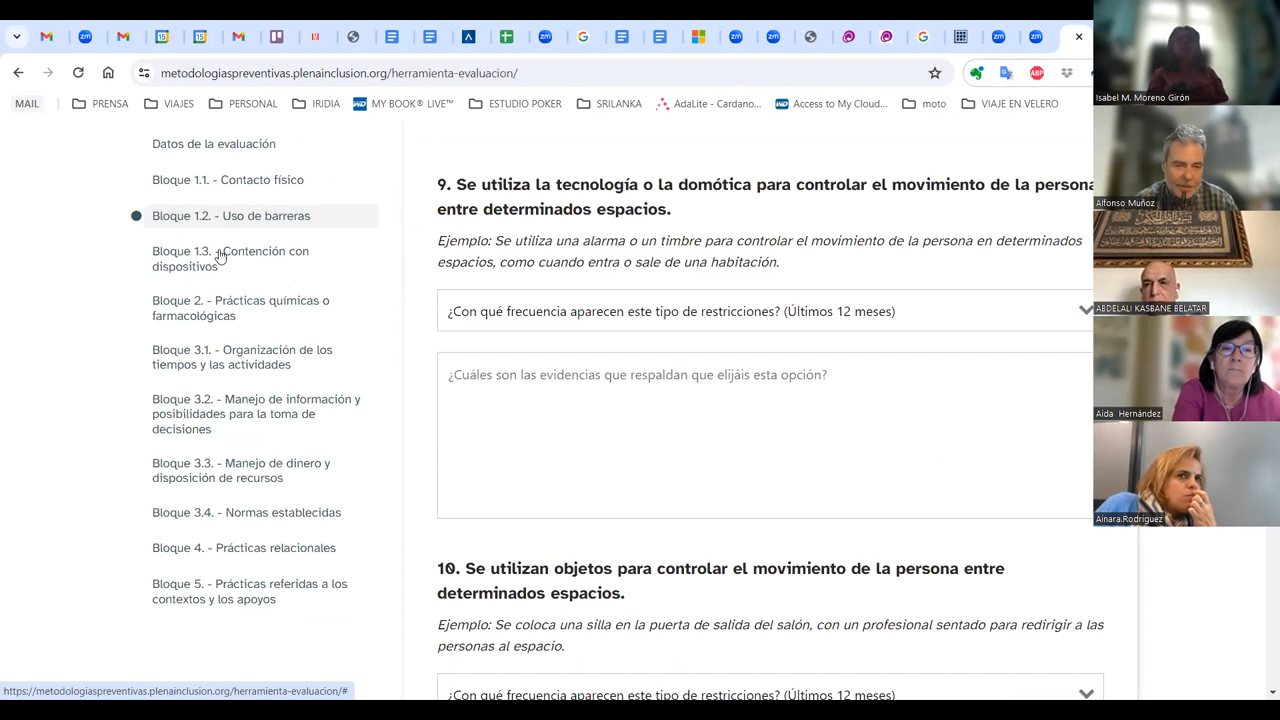 metodologiaspreventivas.plenainclusion.org/herramienta-evaluacion/
MAIL
PRENSA
VIAJES
PERSONAL
IRIDIA
MY BOOK® LIVE™
ESTUDIO POKER
SRILANKA
AdaLite - Cardano...
Access to My Cloud...
moto
VIAJE EN VELERO
Datos de la evaluación
Bloque 1.1. - Contacto físico
Bloque 1.2. - Uso de barreras
Bloque 1.3. - Contención con
dispositivos
Bloque 2. - Prácticas químicas o
farmacológicas
Bloque 3.1. - Organización de los
tiempos y las actividades
Bloque 3.2. - Manejo de información y
posibilidades para la toma de
decisiones
Bloque 3.3. - Manejo de dinero y
disposición de recursos
Bloque 3.4. - Normas establecidas
Bloque 4. - Prácticas relacionales
Bloque 5. - Prácticas referidas a los
contextos y los apoyos
9. Se utiliza la tecnología o la domótica para controlar el movimiento de la persona
entre determinados espacios.
Ejemplo: Se utiliza una alarma o un timbre para controlar el movimiento de la persona en determinados
espacios, como cuando entra o sale de una habitación.
¿Con qué frecuencia aparecen este tipo de restricciones? (Últimos 12 meses)
¿Cuáles son las evidencias que respaldan que elijáis esta opción?
10. Se utilizan objetos para controlar el movimiento de la persona entre
determinados espacios.
Ejemplo: Se coloca una silla en la puerta de salida del salón, con un profesional sentado para redirigir a las
personas al espacio.
¿Con qué frecuencia aparecen este tipo de restricciones? (Últimos 12 meses)
https://metodologiaspreventivas.plenainclusion.org/herramienta-evaluacion/#
Isabel M. Moreno Girón
Alfonso Muñoz
ABDELALI KASBANE BELATAR
Aida Hernández
Ainara.Rodriguez